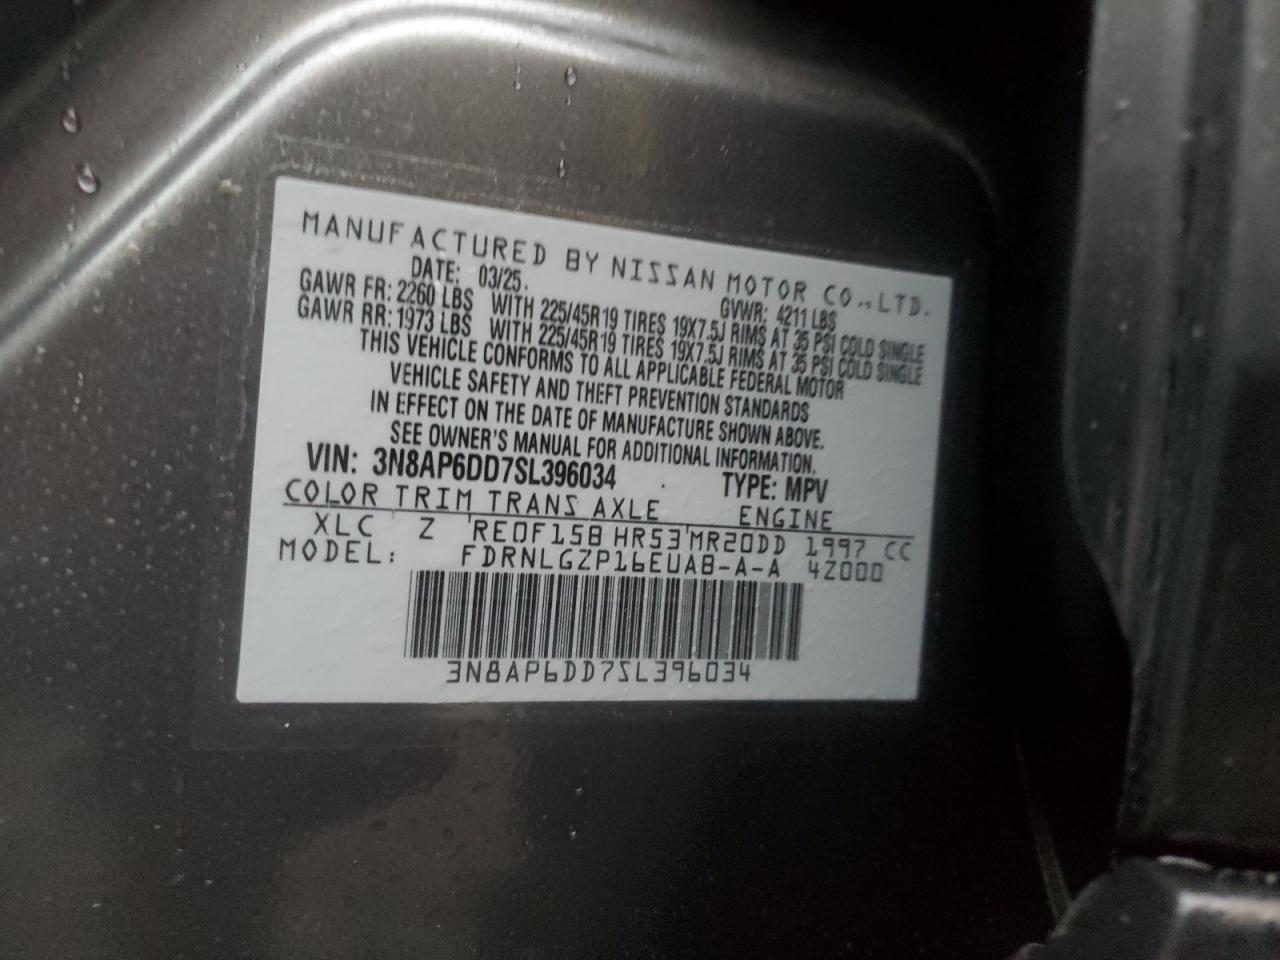 MANUFACTURED BY NISSAN MOTOR CO.,LTD.
DATE: 03/25. GVWR: 4211 LBS
GAWR FR: 2260 LBS WITH 225/45R19 TIRES 19X7.5J RIMS AT 35 PSI COLD SINGLE
GAWR RR: 1973 LBS WITH 225/45R19 TIRES 19X7.5J RIMS AT 35 PSI COLD SINGLE
THIS VEHICLE CONFORMS TO ALL APPLICABLE FEDERAL MOTOR
VEHICLE SAFETY AND THEFT PREVENTION STANDARDS
IN EFFECT ON THE DATE OF MANUFACTURE SHOWN ABOVE.
SEE OWNER'S MANUAL FOR ADDITIONAL INFORMATION.
VIN: 3N8AP6DD7SL396034 TYPE: MPV
COLOR TRIM TRANS AXLE ENGINE
XLC Z RE0F15B HR53 MR20DD 1997 CC
MODEL: FDRNLGZP16EUA8-A-A 42000
3N8AP6DD7SL396034